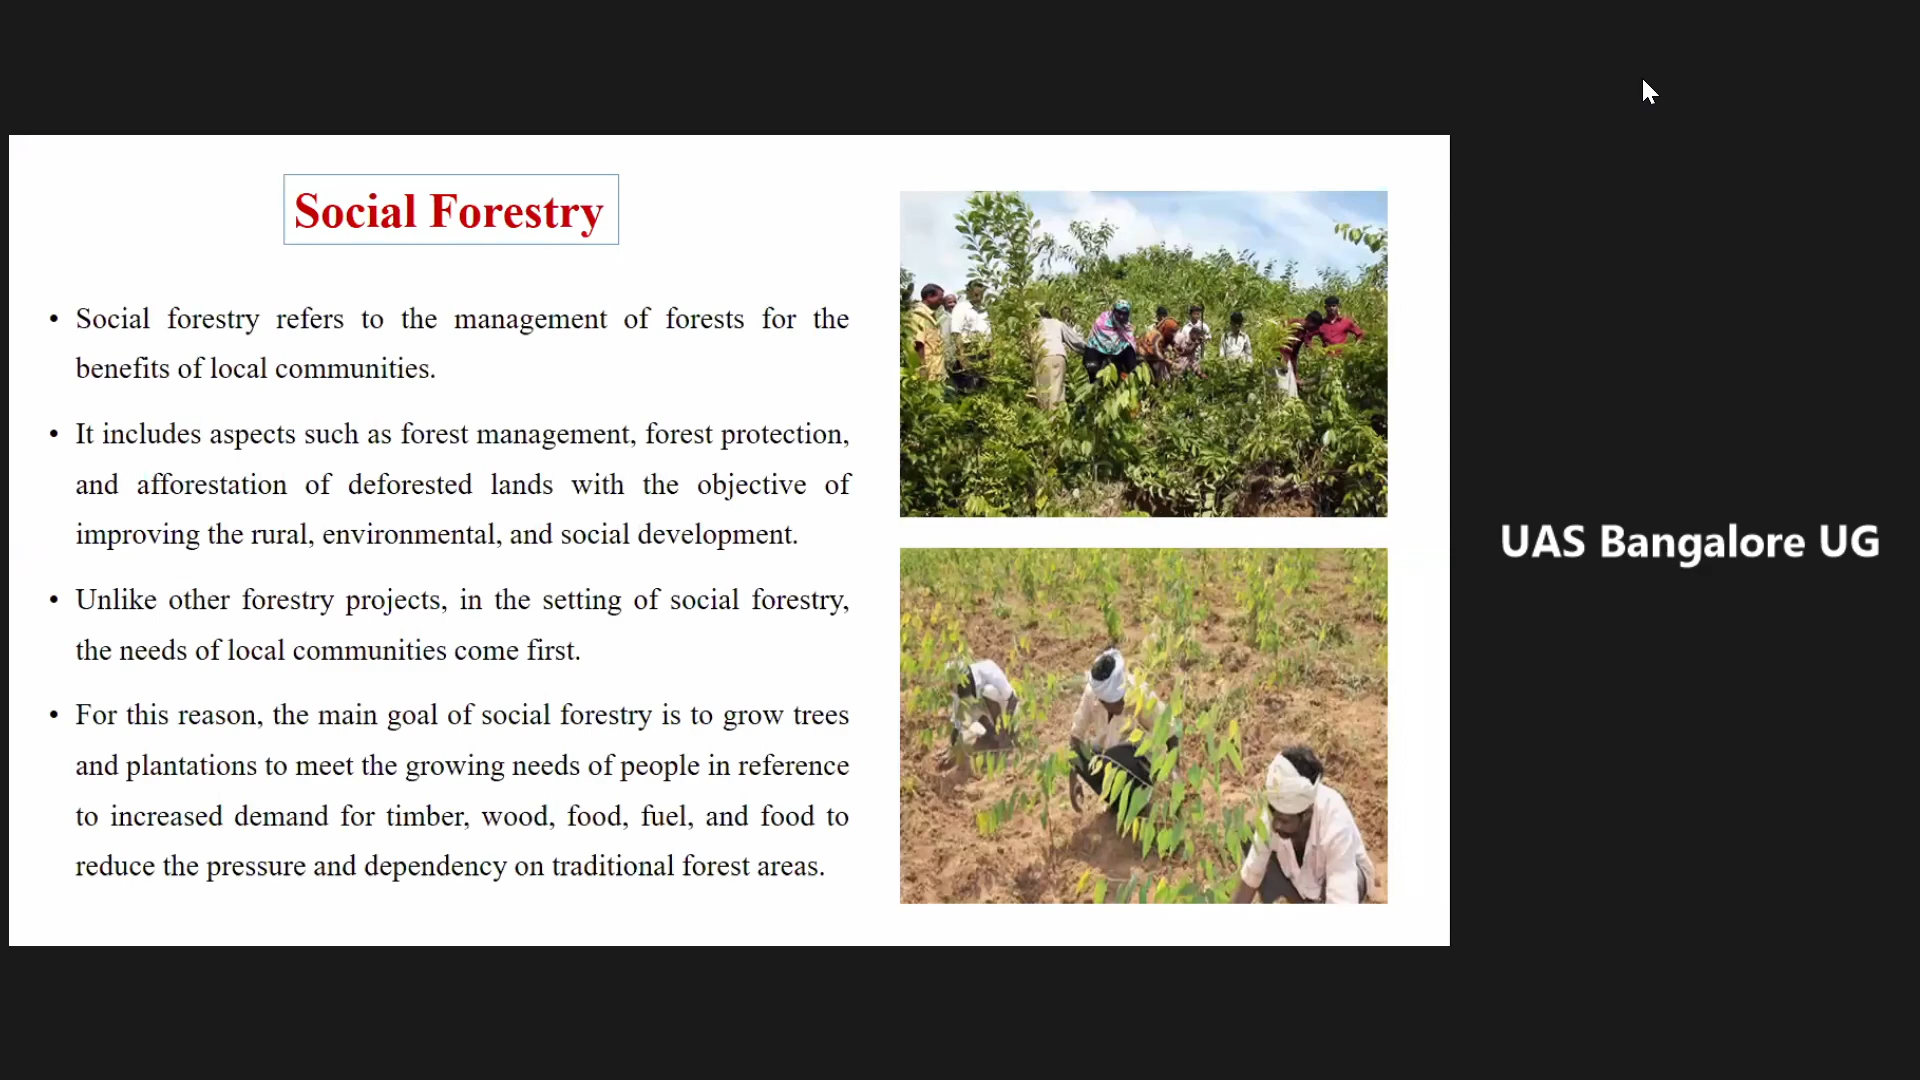 Social Forestry
• Social forestry refers to the management of forests for the
benefits of local communities.
• It includes aspects such as forest management, forest protection,
and afforestation of deforested lands with the objective of
improving the rural, environmental, and social development.
• Unlike other forestry projects, in the setting of social forestry,
the needs of local communities come first.
• For this reason, the main goal of social forestry is to grow trees
and plantations to meet the growing needs of people in reference
to increased demand for timber, wood, food, fuel, and food to
reduce the pressure and dependency on traditional forest areas.
UAS Bangalore UG